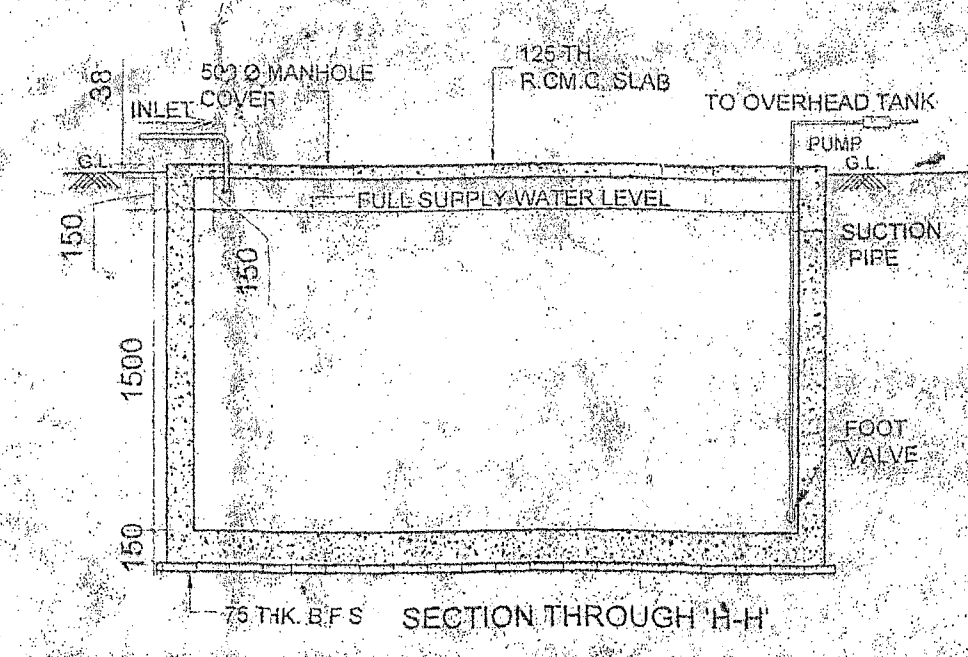 125 TH.
R.CM.C. SLAB
500 Ø MANHOLE
COVER
38
INLET
TO OVERHEAD TANK
PUMP
G.L.
G.L.
FULL SUPPLY WATER LEVEL
150
150
SUCTION
PIPE
1500
FOOT
VALVE
150
75 THK. B F S
SECTION THROUGH 'H-H'